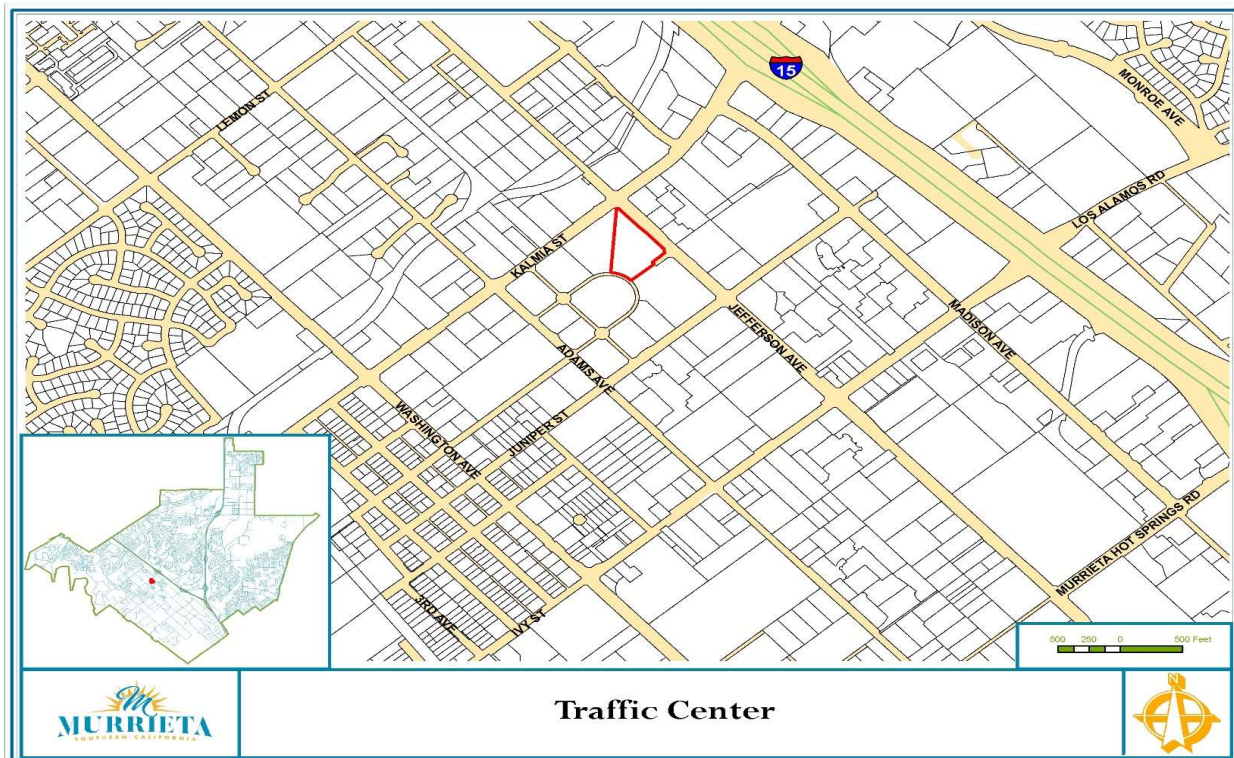 15
MONROE AVE
LEMON ST
LOS ALAMOS RD
KALMIA ST
JEFFERSON AVE
MADISON AVE
ADAMS AVE
WASHINGTON AVE
JUNIPER ST
MURRIETA HOT SPRINGS RD
3RD AVE
IVY ST
500 250 0 500 Feet
M
MURRIETA
SOUTHERN CALIFORNIA
Traffic Center
N